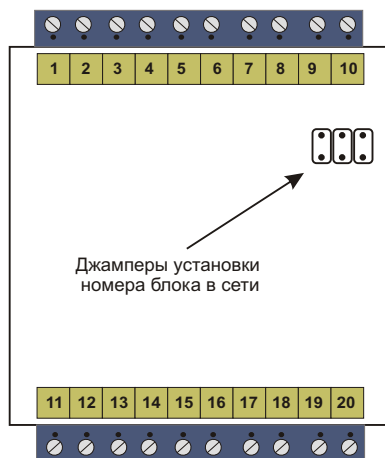 1 2 3 4 5 6 7 8 9 10
Джамперы установки
номера блока в сети
11 12 13 14 15 16 17 18 19 20